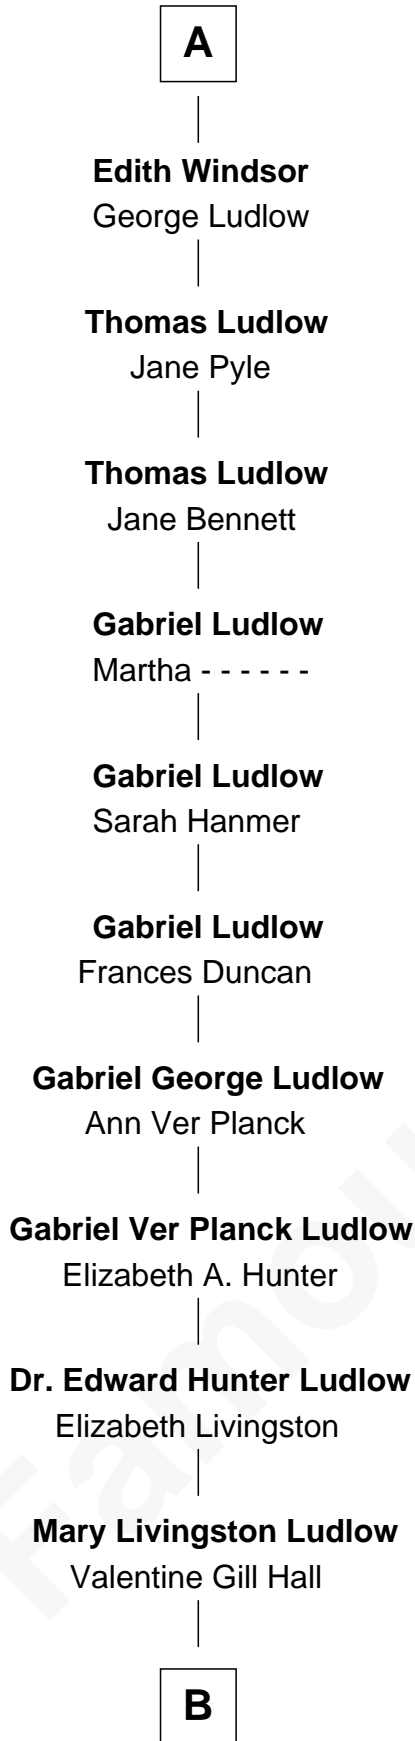 A
Edith Windsor
George Ludlow
Thomas Ludlow
Jane Pyle
Thomas Ludlow
Jane Bennett
Gabriel Ludlow
Martha - - - - - -
Gabriel Ludlow
Sarah Hanmer
Gabriel Ludlow
Frances Duncan
Gabriel George Ludlow
Ann Ver Planck
Gabriel Ver Planck Ludlow
Elizabeth A. Hunter
Dr. Edward Hunter Ludlow
Elizabeth Livingston
Mary Livingston Ludlow
Valentine Gill Hall
B
Famou